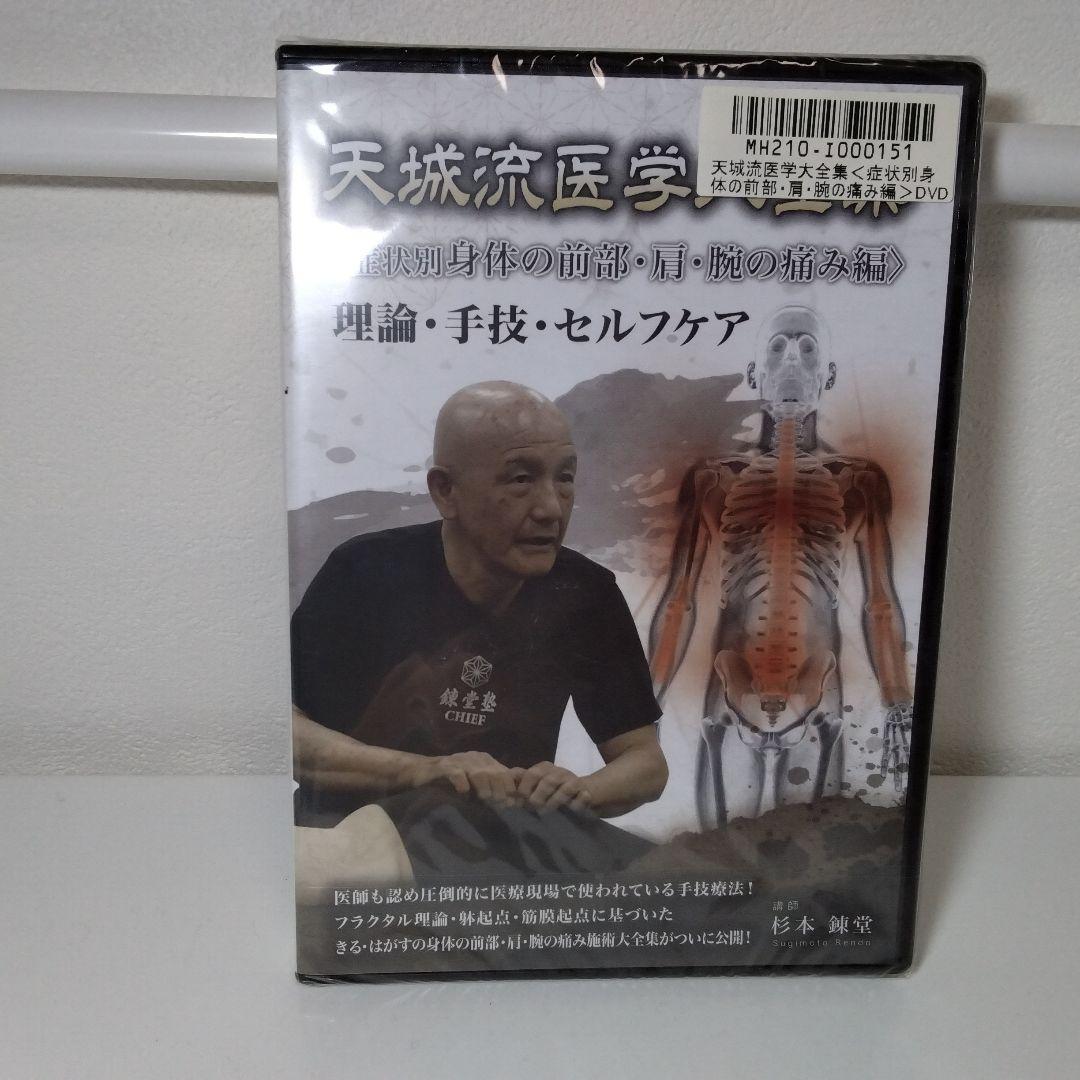 天城流医学
MH210-I000151
天城流医学大全集<症状別身
体の前部・肩・腕の痛み編>DVD
症状別 身体の前部・肩・腕の痛み編〉
理論・手技・セルフケア
錬堂塾
CHIEF
医師も認め圧倒的に医療現場で使われている手技療法!
フラクタル理論・躰起点・筋膜起点に基づいた
きる・はがすの身体の前部・肩・腕の痛み施術大全集がついに公開!
講師
杉本 錬堂
Sugimoto Rendo